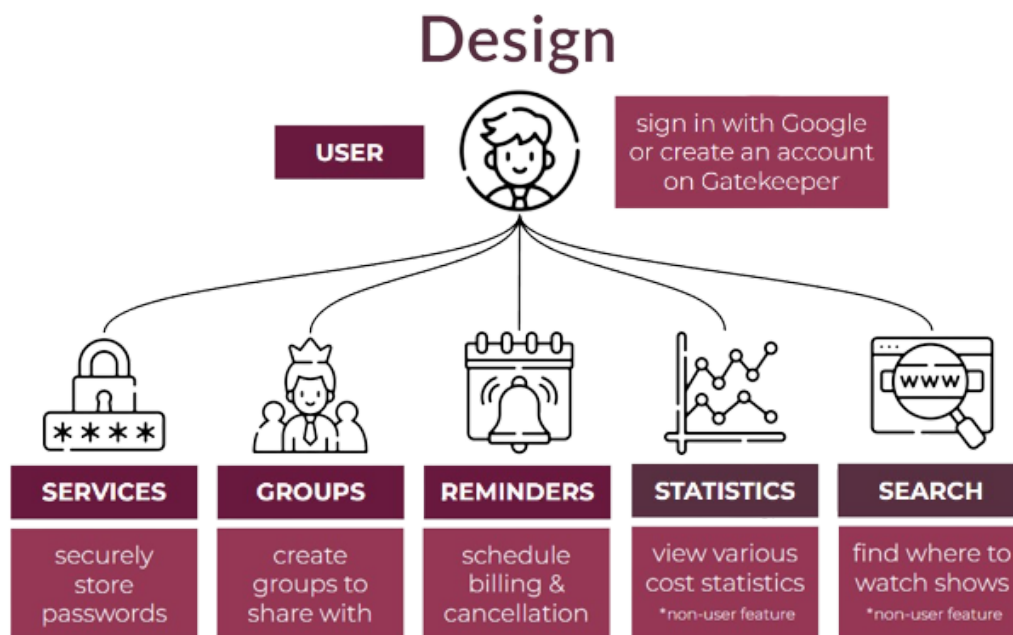 Design
USER
sign in with Google
or create an account
on Gatekeeper
****
WWW
SERVICES
GROUPS
REMINDERS
STATISTICS
SEARCH
securely
store
passwords
create
groups to
share with
schedule
billing &
cancellation
view various
cost statistics
*non-user feature
find where to
watch shows
*non-user feature